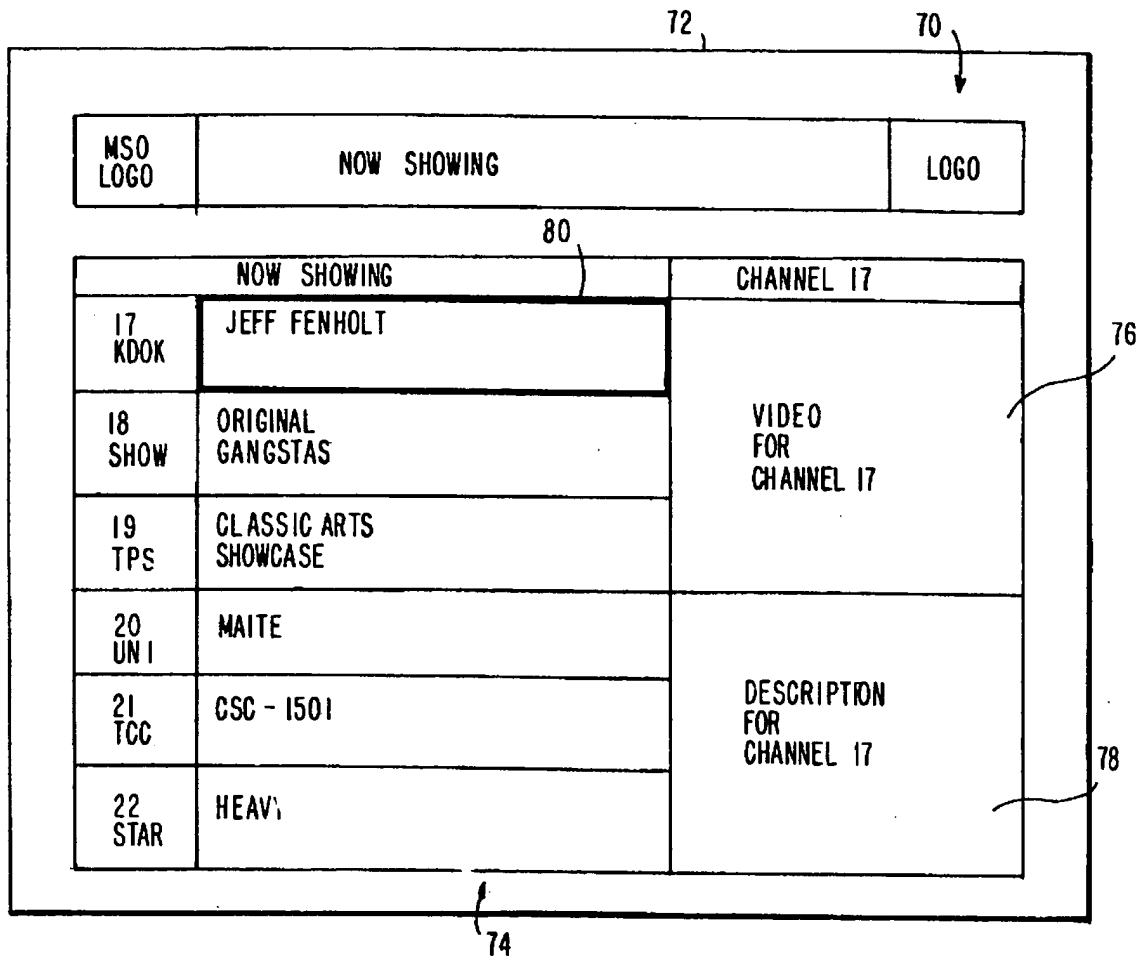 72
70
MSO
LOGO
NOW SHOWING
LOGO
80
NOW SHOWING
CHANNEL 17
17
KDOK
JEFF FENHOLT
76
18
SHOW
ORIGINAL
GANGSTAS
VIDEO
FOR
CHANNEL 17
19
TPS
CLASSIC ARTS
SHOWCASE
20
UNI
MAITE
21
TCC
CSC - 1501
DESCRIPTION
FOR
CHANNEL 17
78
22
STAR
HEAVY
74